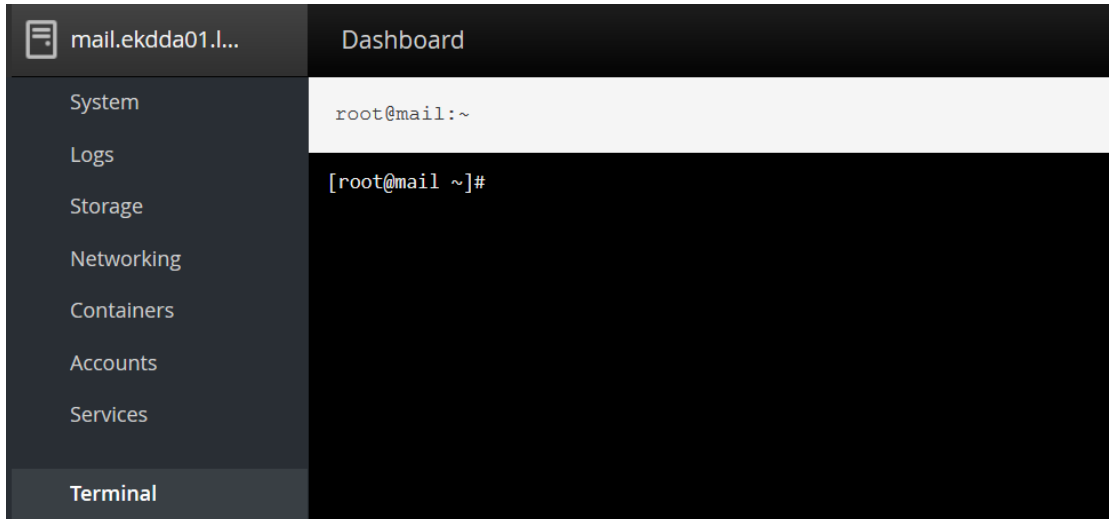 mail.ekdda01.l...
Dashboard
System
Logs
Storage
Networking
Containers
Accounts
Services
Terminal
root@mail:~
[root@mail ~]#